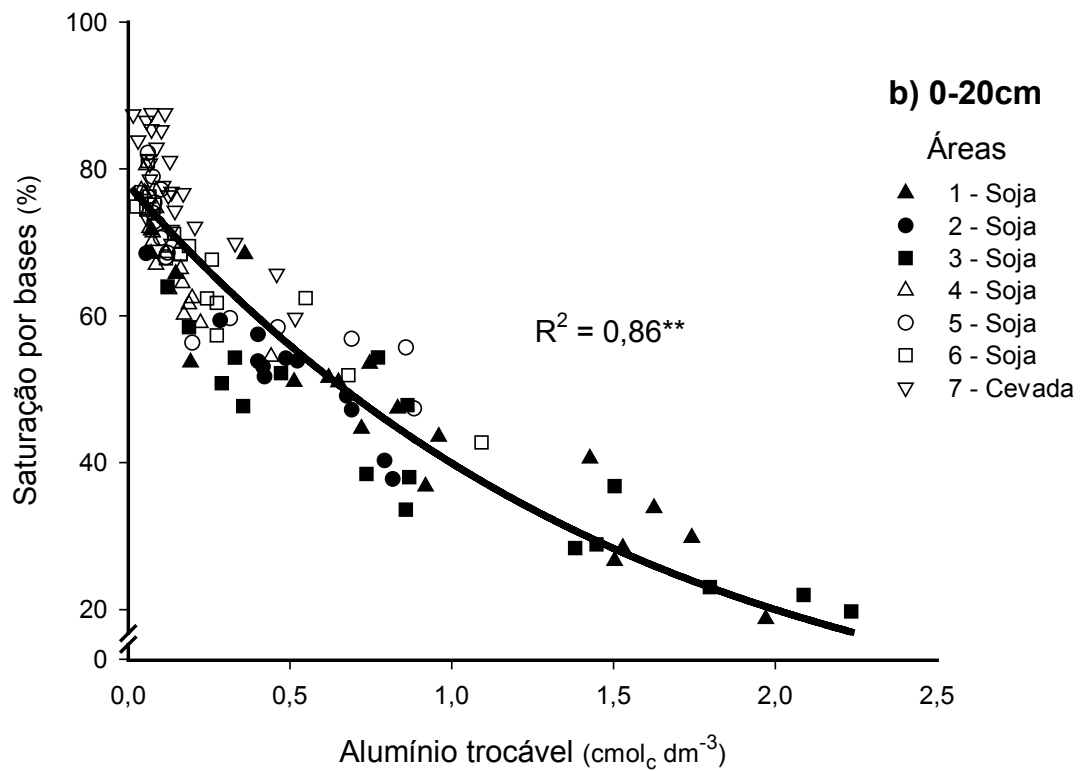 100
80
60
40
20
0
0,0
0,5
1,0
1,5
2,0
2,5
Saturação por bases (%)
Alumínio trocável (cmol_c dm^-3)
R^2 = 0,86**
b) 0-20cm
Áreas
1 - Soja
2 - Soja
3 - Soja
4 - Soja
5 - Soja
6 - Soja
7 - Cevada